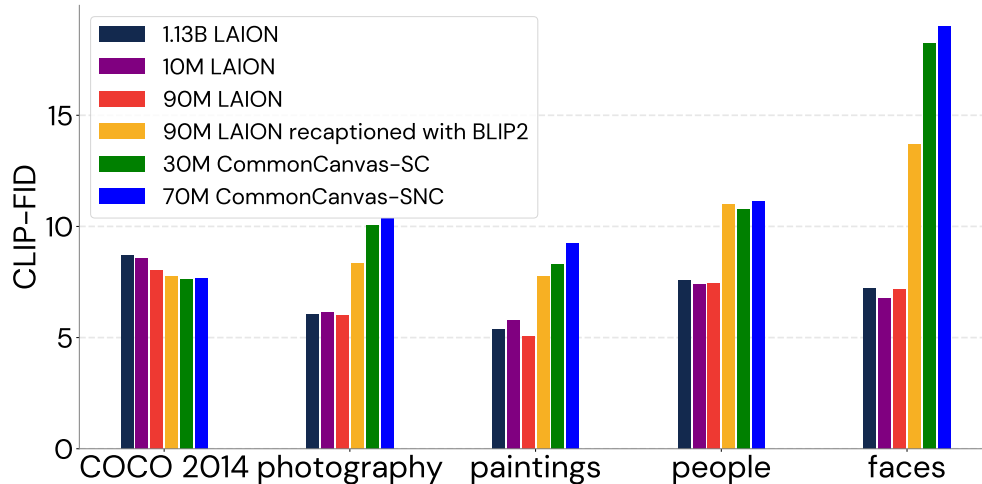 1.13B LAION
10M LAION
90M LAION
90M LAION recaptioned with BLIP2
30M CommonCanvas-SC
70M CommonCanvas-SNC
CLIP-FID
15
10
5
0
COCO 2014 photography paintings people faces